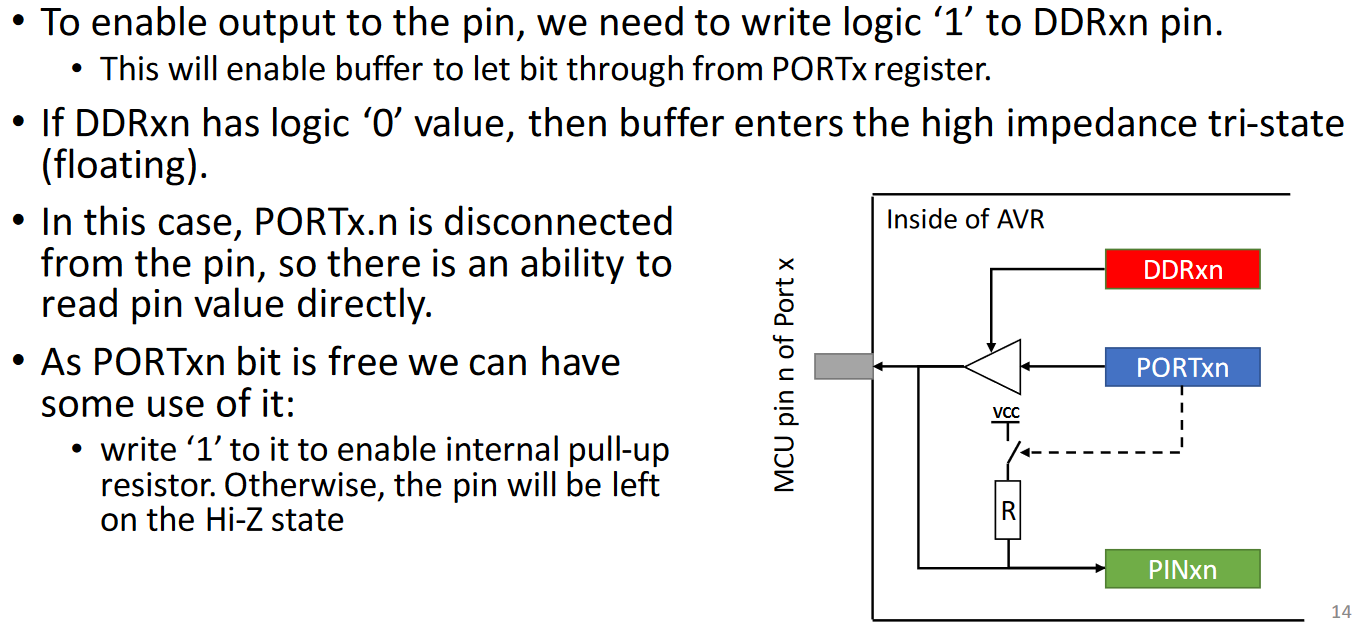 • To enable output to the pin, we need to write logic ‘1’ to DDRxn pin.
• This will enable buffer to let bit through from PORTx register.
• If DDRxn has logic ‘0’ value, then buffer enters the high impedance tri-state
(floating).
• In this case, PORTx.n is disconnected
from the pin, so there is an ability to
read pin value directly.
• As PORTxn bit is free we can have
some use of it:
• write ‘1’ to it to enable internal pull-up
resistor. Otherwise, the pin will be left
on the Hi-Z state
MCU pin n of Port x
Inside of AVR
DDRxn
PORTxn
VCC
R
PINxn
14